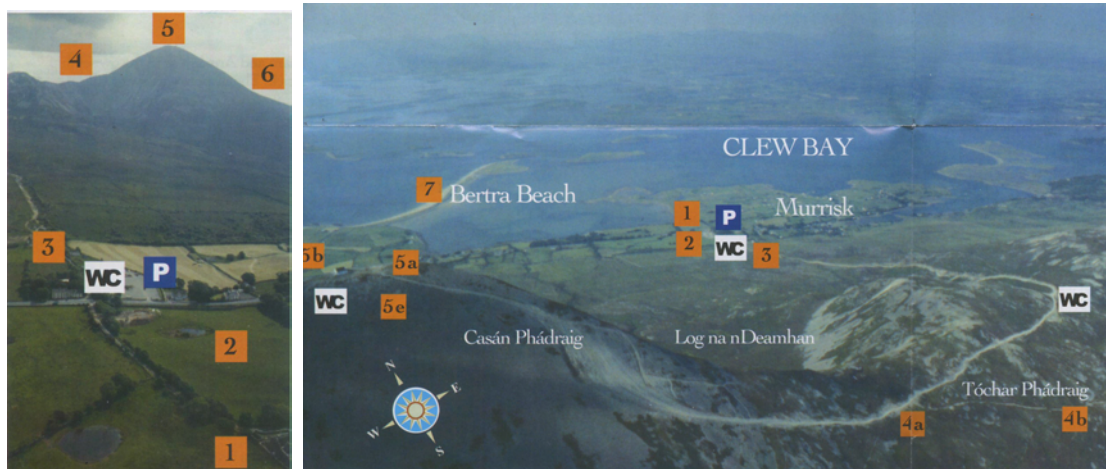 5
4
6
3
WC
P
2
1
CLEW BAY
7
Bertra Beach
1
P
Murrisk
2
WC
3
5b
5a
WC
5e
WC
Casán Phádraig
Log na nDeamhan
Tóchar Phádraig
4a
4b
N
E
W
S